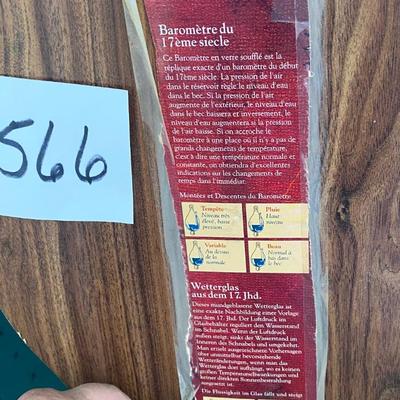 566
Baromètre du
17ème siecle
Ce Baromètre en verre soufflé est la
réplique exacte d'un baromètre du début
du 17ème siècle. La pression de l'air
dans le réservoir règle le niveau d'eau
dans le bec. Si la pression de l'air
augmente de l'extérieur, le niveau d'eau
dans le bec baissera et inversement, le
niveau d'eau augmentera si la pression
d'air baisse. Si on accroche le
baromètre à une place où il n'y a pas de
grands changements de température,
c'est à dire une température normale et
constante, on obtiendra d'excellentes
indications sur les changements de
temps dans l'immédiat.
Montées et Descentes du Baromètre
Tempête
Niveau très
élevé, basse
pression
Pluie
Haut
niveau
Variable
Au dessus
de la
normale
Beau
Normal à
bas dans
le bec
Wetterglas
aus dem 17. Jhd.
Dieses mundgeblasene Wetterglas ist
eine exakte Nachbildung einer Vorlage
aus dem 17. Jhd. Der Luftdruck im
Glasbehälter reguliert den Wasserstand
im Schnabel. Wenn der Luftdruck
außen steigt, sinkt der Wasserstand im
Inneren des Schnabels und umgekehrt.
Man erzielt ausgezeichnete Vorhersagen
über unmittelbar bevorstehende
Wetteränderungen, wenn man das
Wetterglas dort aufhängt, wo es keinen
großen Temperaturschwankungen und
keiner direkten Sonnenbestrahlung
ausgesetzt ist.
Die Flussigkeit im Glas fällt und steigt